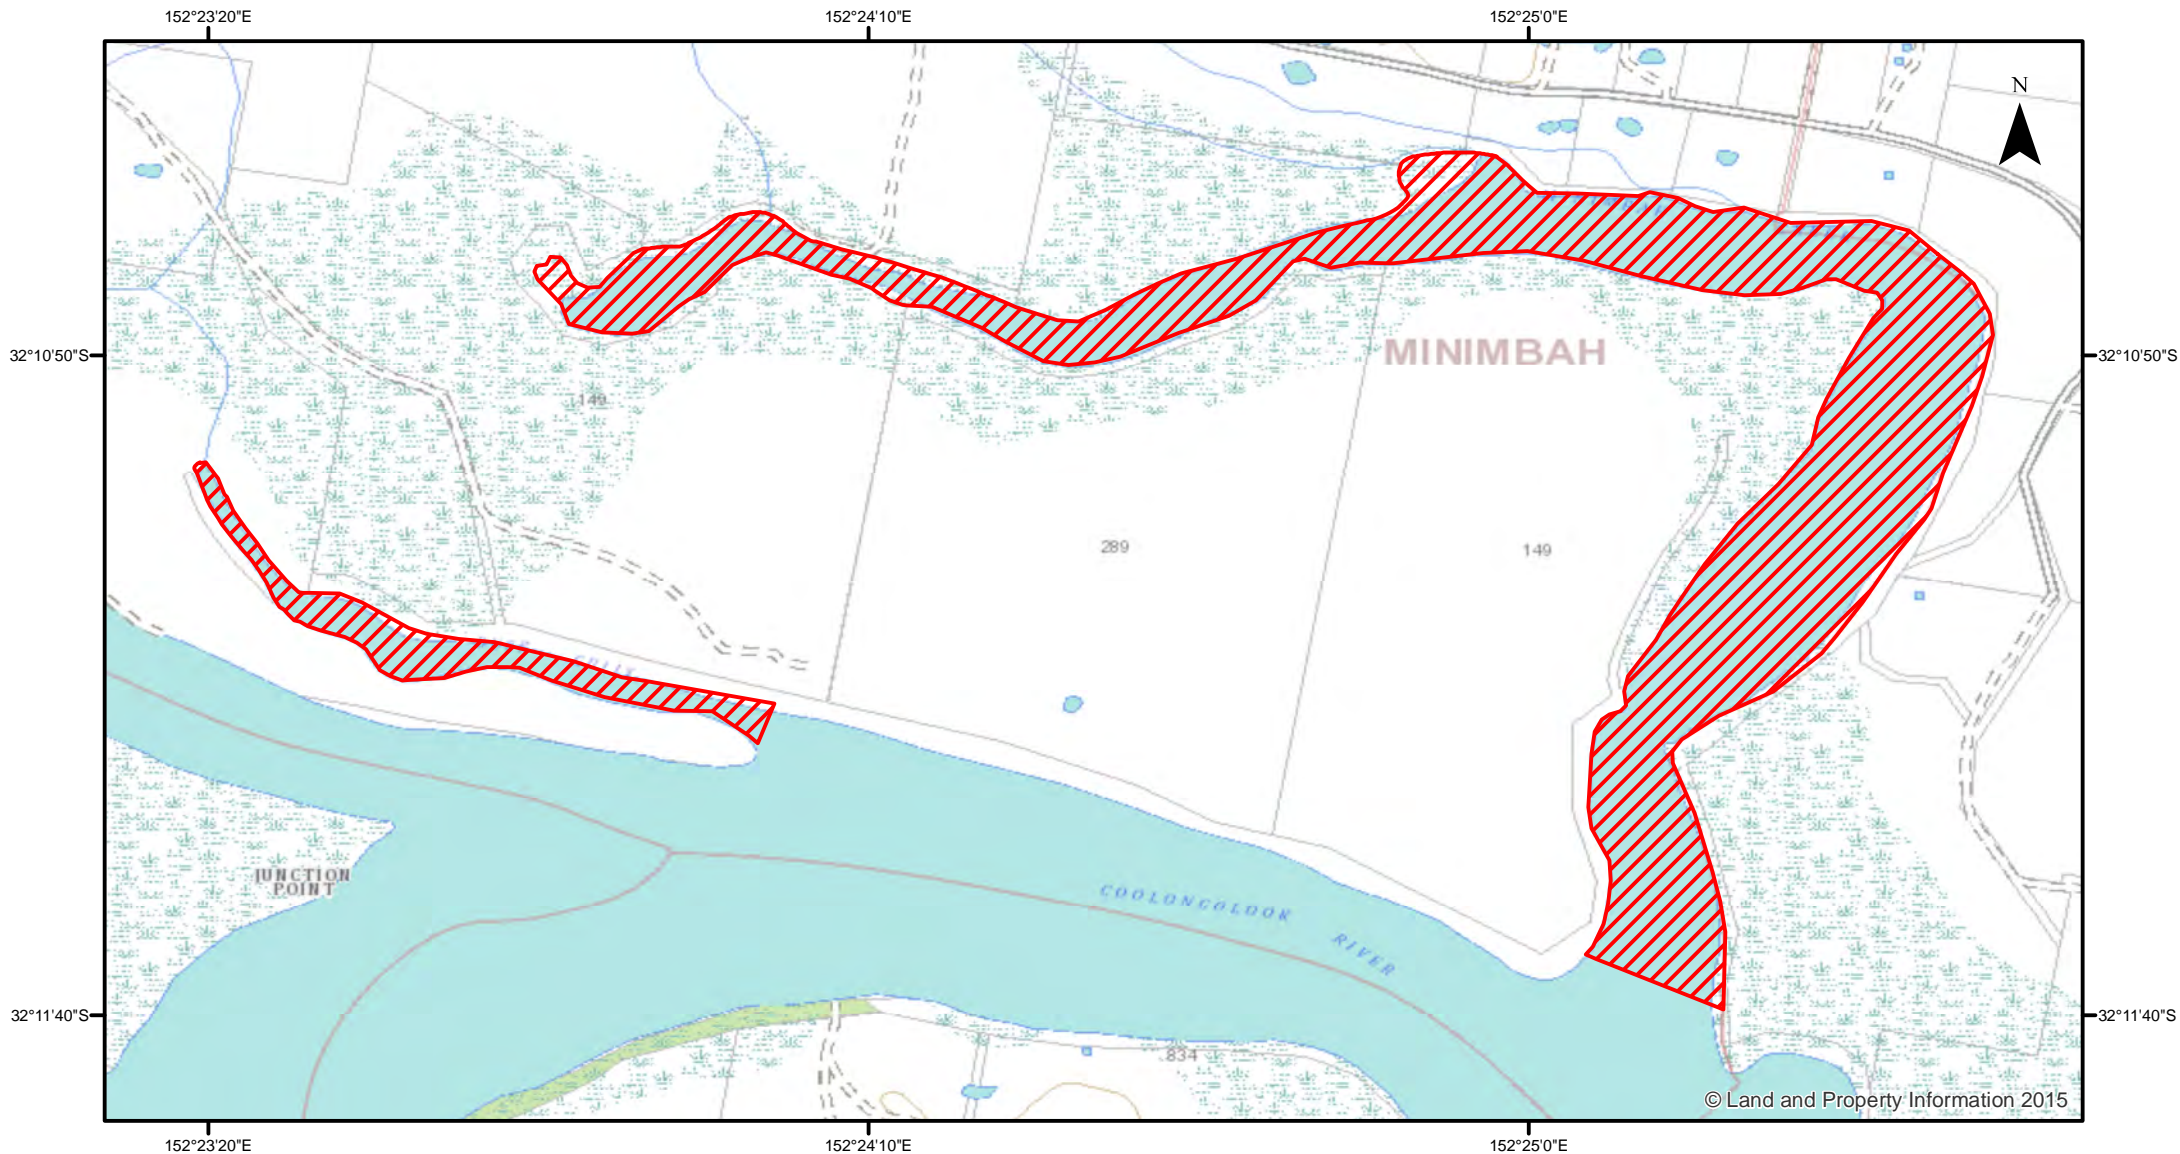 152°23'20"E 152°24'10"E 152°25'0"E
N
32°10'50"S 32°10'50"S
MINIMBAH
149
289
149
JUNCTION
POINT
COOLONGOLOOK
RIVER
32°11'40"S 32°11'40"S
834
© Land and Property Information 2015
152°23'20"E 152°24'10"E 152°25'0"E